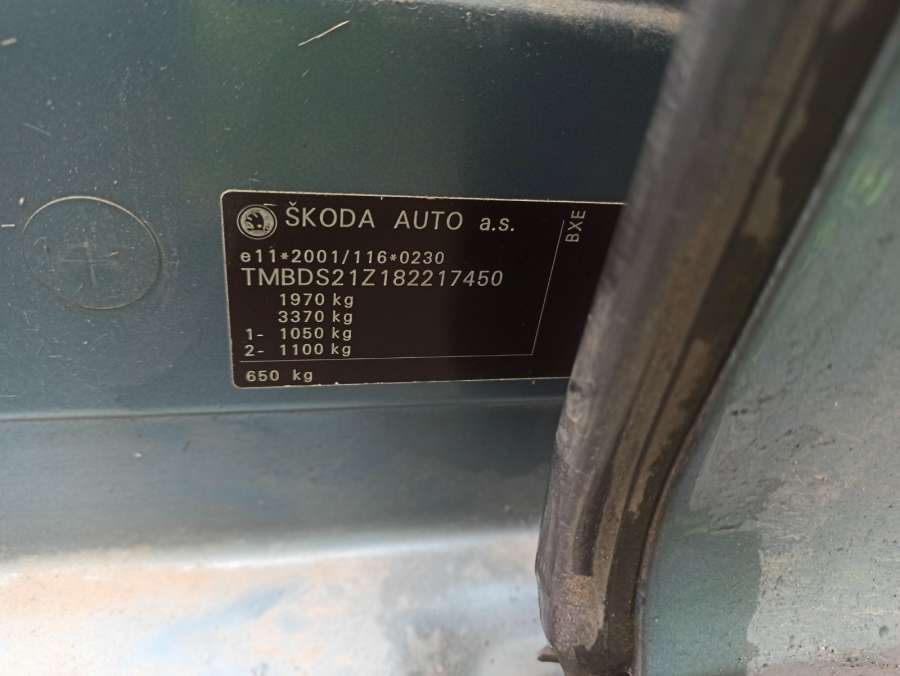 ŠKODA AUTO a.s.
BXE
e11*2001/116*0230
TMBDS21Z182217450
1970 kg
3370 kg
1- 1050 kg
2- 1100 kg
650 kg